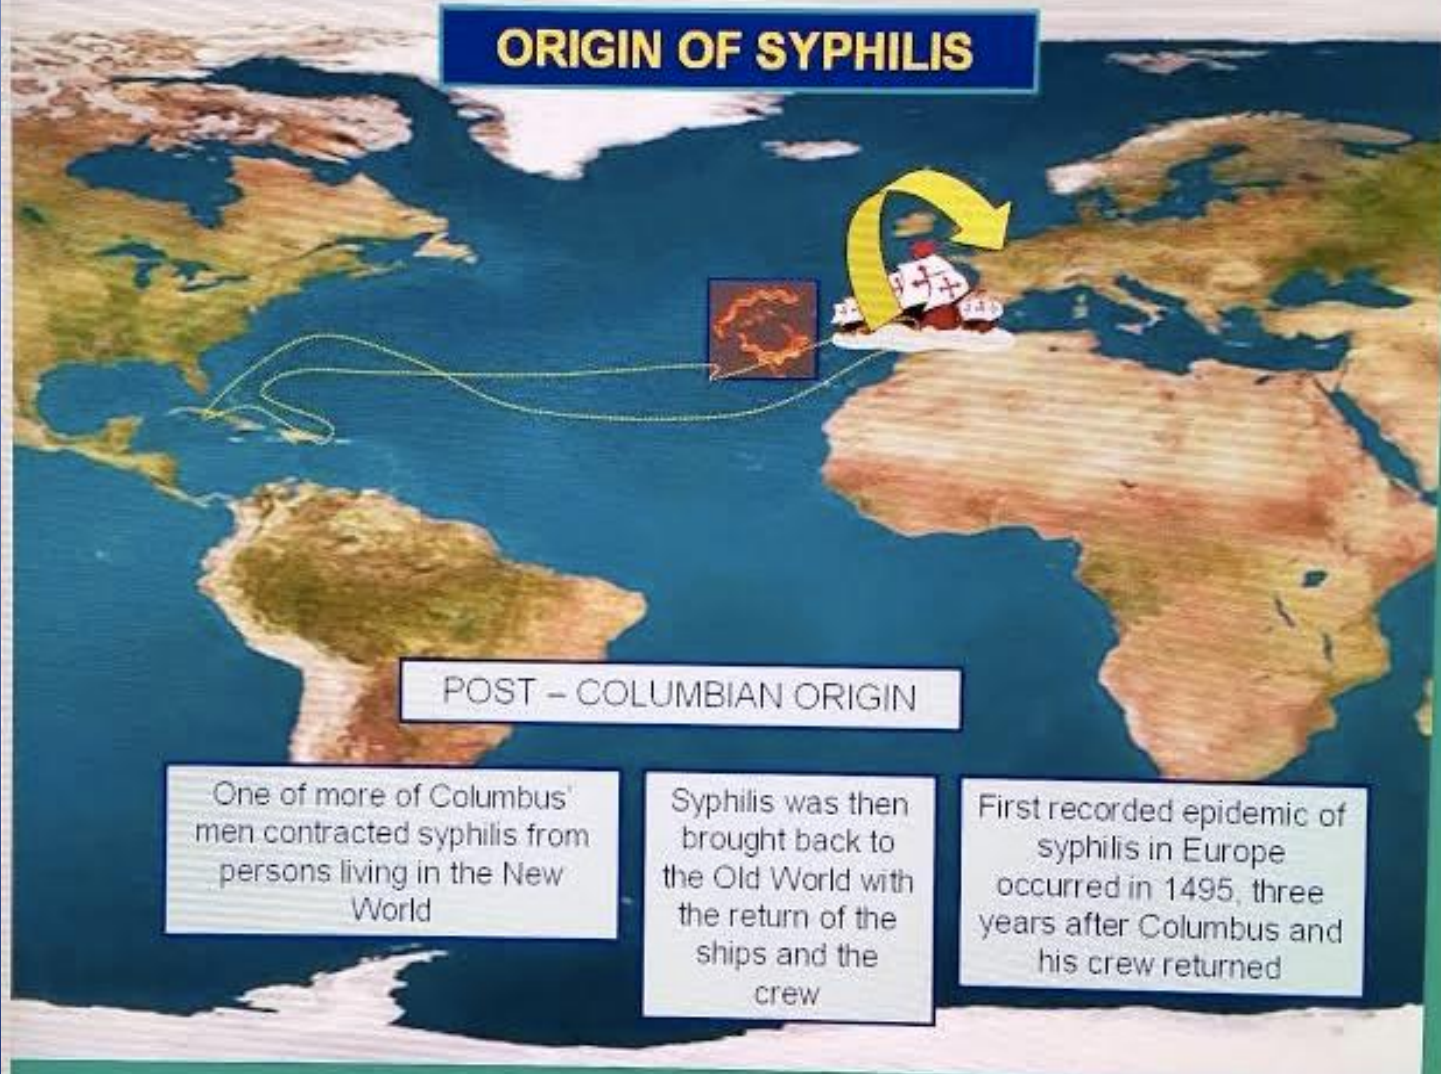 ORIGIN OF SYPHILIS
POST – COLUMBIAN ORIGIN
One of more of Columbus'
men contracted syphilis from
persons living in the New
World
Syphilis was then
brought back to
the Old World with
the return of the
ships and the
crew
First recorded epidemic of
syphilis in Europe
occurred in 1495, three
years after Columbus and
his crew returned